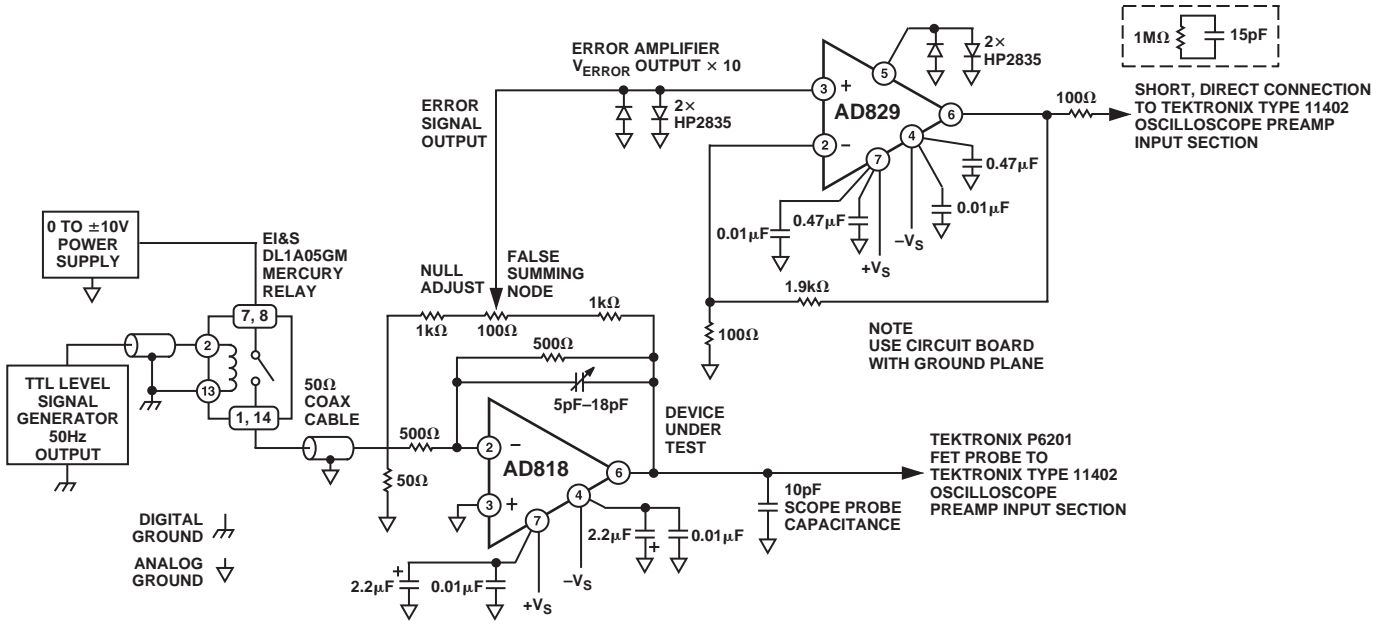 ERROR AMPLIFIER
VERROR OUTPUT × 10
2×
HP2835
1MΩ
15pF
5
ERROR
SIGNAL
OUTPUT
2×
HP2835
3
+
AD829
6
100Ω
SHORT, DIRECT CONNECTION
TO TEKTRONIX TYPE 11402
OSCILLOSCOPE PREAMP
INPUT SECTION
2
–
4
7
0.47μF
0.01μF
0.47μF
0.01μF
–VS
+VS
0 TO ±10V
POWER
SUPPLY
EI&S
DL1A05GM
MERCURY
RELAY
7, 8
NULL
ADJUST
FALSE
SUMMING
NODE
1kΩ
100Ω
1kΩ
1.9kΩ
100Ω
NOTE
USE CIRCUIT BOARD
WITH GROUND PLANE
2
13
1, 14
TTL LEVEL
SIGNAL
GENERATOR
50Hz
OUTPUT
50Ω
COAX
CABLE
500Ω
5pF–18pF
500Ω
50Ω
2
–
AD818
6
3
+
4
7
DEVICE
UNDER
TEST
TEKTRONIX P6201
FET PROBE TO
TEKTRONIX TYPE 11402
OSCILLOSCOPE
PREAMP INPUT SECTION
10pF
SCOPE PROBE
CAPACITANCE
DIGITAL
GROUND
ANALOG
GROUND
2.2μF
+
0.01μF
+
2.2μF
0.01μF
–VS
+VS